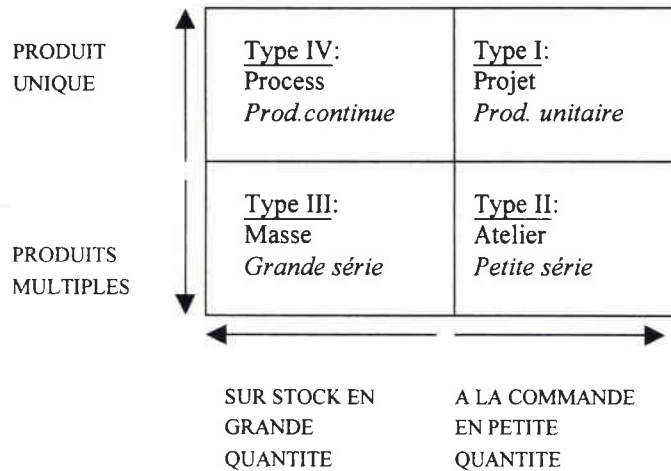 PRODUIT
UNIQUE
Type IV:
Process
Prod.continue
Type I:
Projet
Prod. unitaire
PRODUITS
MULTIPLES
Type III:
Masse
Grande série
Type II:
Atelier
Petite série
SUR STOCK EN
GRANDE
QUANTITE
A LA COMMANDE
EN PETITE
QUANTITE